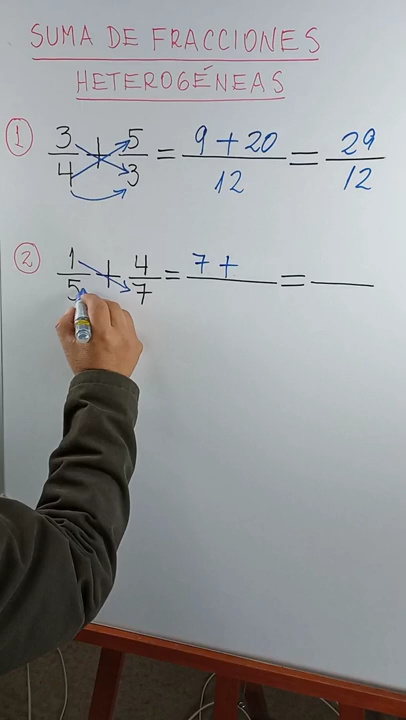 SUMA DE FRACCIONES
HETEROGÉNEAS
1 3/4 + 5/3 = 9 + 20/12 = 29/12
2 1/5 + 4/7 = 7 + =